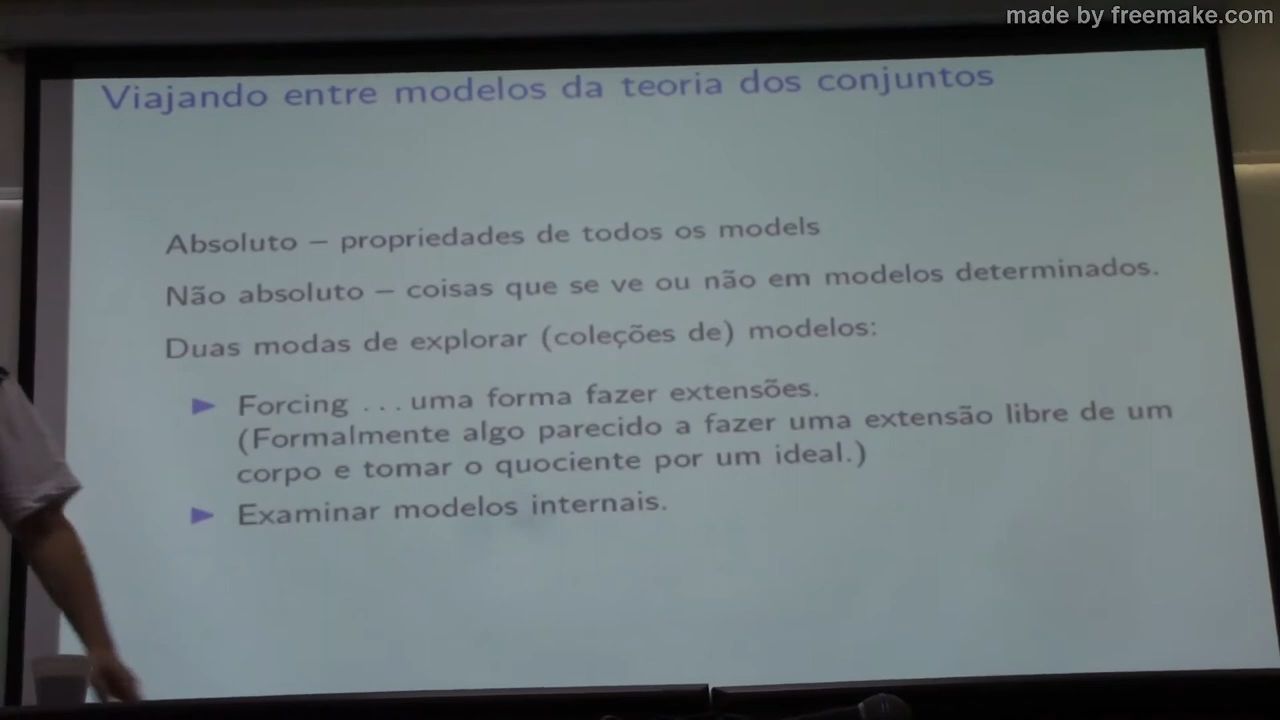 made by freemake.com
Viajando entre modelos da teoria dos conjuntos
Absoluto – propriedades de todos os models
Não absoluto – coisas que se ve ou não em modelos determinados.
Duas modas de explorar (coleções de) modelos:
► Forcing ... uma forma fazer extensões.
(Formalmente algo parecido a fazer uma extensão libre de um
corpo e tomar o quociente por um ideal.)
► Examinar modelos internais.